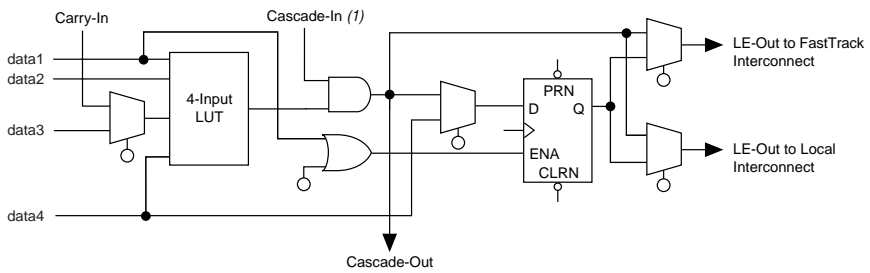 Carry-In
Cascade-In (1)
data1
data2
4-Input
LUT
data3
data4
PRN
D
Q
ENA
CLRN
LE-Out to FastTrack
Interconnect
LE-Out to Local
Interconnect
Cascade-Out